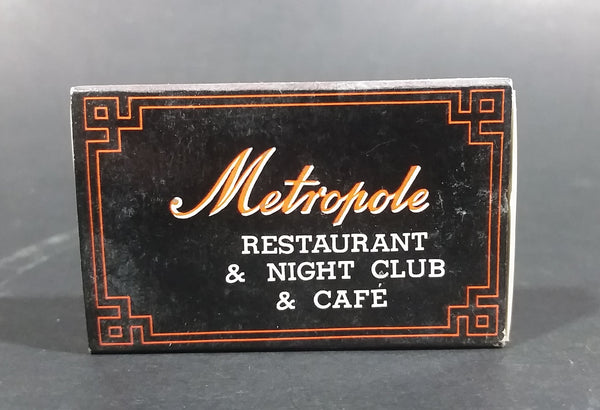 Metropole
RESTAURANT
& NIGHT CLUB
& CAFÉ